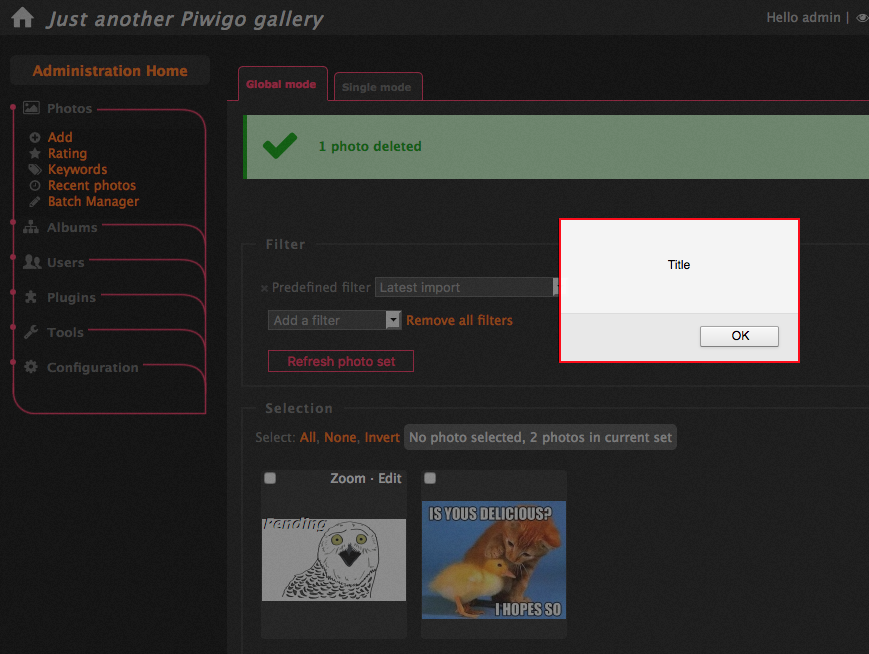 Just another Piwigo gallery
Hello admin |
Administration Home
Photos
Add
Rating
Keywords
Recent photos
Batch Manager
Albums
Users
Plugins
Tools
Configuration
Global mode
Single mode
1 photo deleted
Filter
× Predefined filter Latest import
Add a filter Remove all filters
Refresh photo set
Title
OK
Selection
Select: All, None, Invert No photo selected, 2 photos in current set
Zoom · Edit
Pending
IS YOUS DELICIOUS?
I HOPES SO